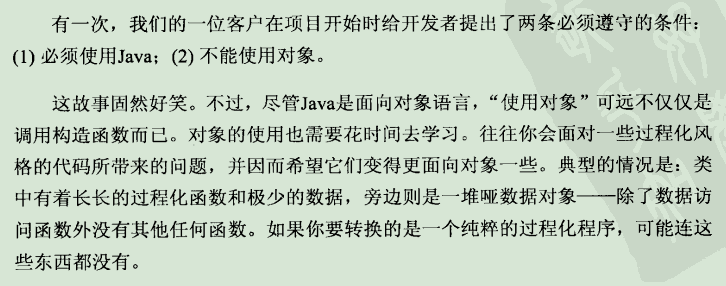 有一次，我们的一位客户在项目开始时给开发者提出了两条必须遵守的条件：
(1) 必须使用Java；(2) 不能使用对象。
这故事固然好笑。不过，尽管Java是面向对象语言，“使用对象”可远不仅仅是
调用构造函数而已。对象的使用也需要花时间去学习。往往你会面对一些过程化风
格的代码所带来的问题，并因而希望它们变得更面向对象一些。典型的情况是：类
中有着长长的过程化函数和极少的数据，旁边则是一堆哑数据对象——除了数据访
问函数外没有其他任何函数。如果你要转换的是一个纯粹的过程化程序，可能连这
些东西都没有。